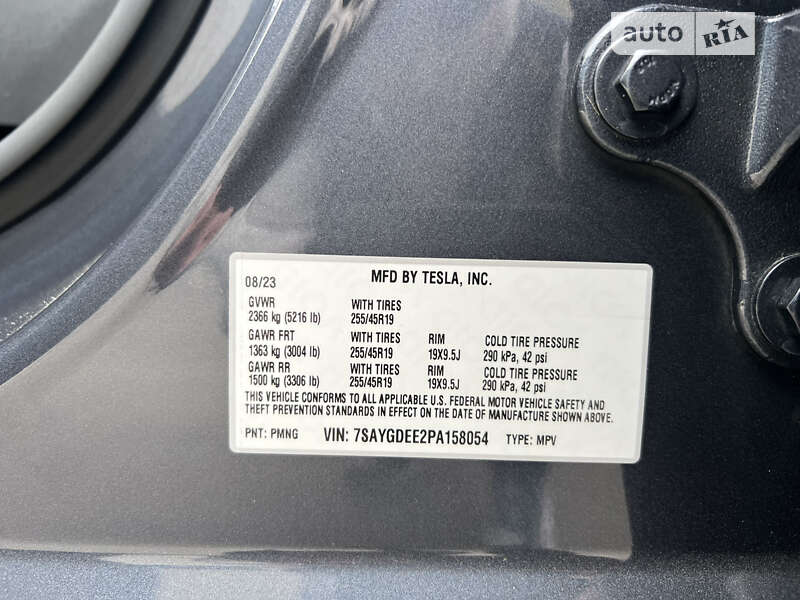 auto RIA
08/23 MFD BY TESLA, INC.
GVWR WITH TIRES
2366 kg (5216 lb) 255/45R19
GAWR FRT WITH TIRES RIM COLD TIRE PRESSURE
1363 kg (3004 lb) 255/45R19 19X9.5J 290 kPa, 42 psi
GAWR RR WITH TIRES RIM COLD TIRE PRESSURE
1500 kg (3306 lb) 255/45R19 19X9.5J 290 kPa, 42 psi
THIS VEHICLE CONFORMS TO ALL APPLICABLE U.S. FEDERAL MOTOR VEHICLE SAFETY AND
THEFT PREVENTION STANDARDS IN EFFECT ON THE DATE OF MANUFACTURE SHOWN ABOVE.
PNT: PMNG VIN: 7SAYGDEE2PA158054 TYPE: MPV